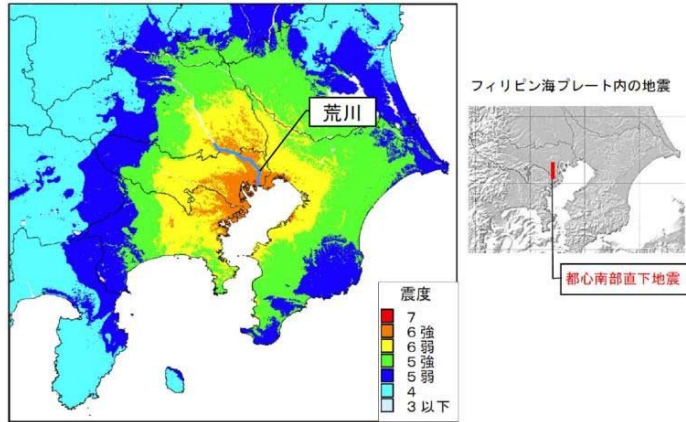 荒川
震度
7
6強
6弱
5強
5弱
4
3以下
フィリピン海プレート内の地震
都心南部直下地震